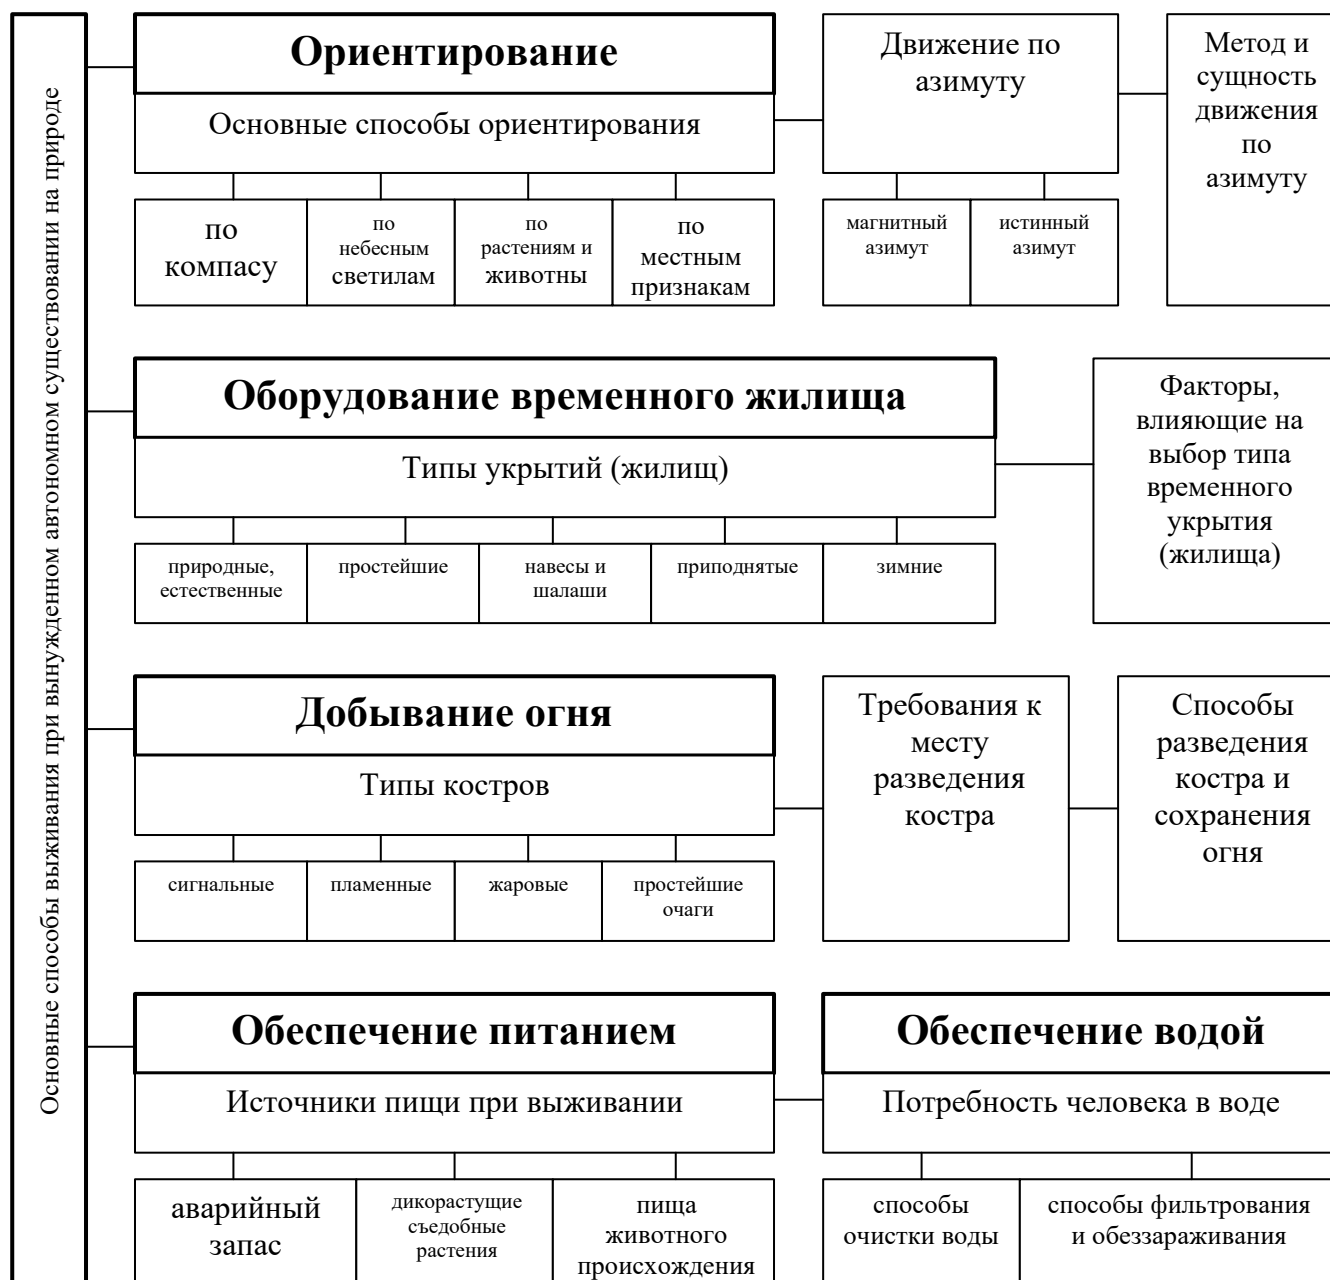 Основные способы выживания при вынужденном автономном существовании на природе
Ориентирование
Основные способы ориентирования
по
компасу
по
небесным
светилам
по
растениям и
животны
по
местным
признакам
Движение по
азимуту
магнитный
азимут
истинный
азимут
Метод и
сущность
движения
по
азимуту
Оборудование временного жилища
Типы укрытий (жилищ)
природные,
естественные
простейшие
навесы и
шалаши
приподнятые
зимние
Факторы,
влияющие на
выбор типа
временного
укрытия
(жилища)
Добывание огня
Типы костров
сигнальные
пламенные
жаровые
простейшие
очаги
Требования к
месту
разведения
костра
Способы
разведения
костра и
сохранения
огня
Обеспечение питанием
Источники пищи при выживании
аварийный
запас
дикорастущие
съедобные
растения
пища
животного
происхождения
Обеспечение водой
Потребность человека в воде
способы
очистки воды
способы фильтрования
и обеззараживания